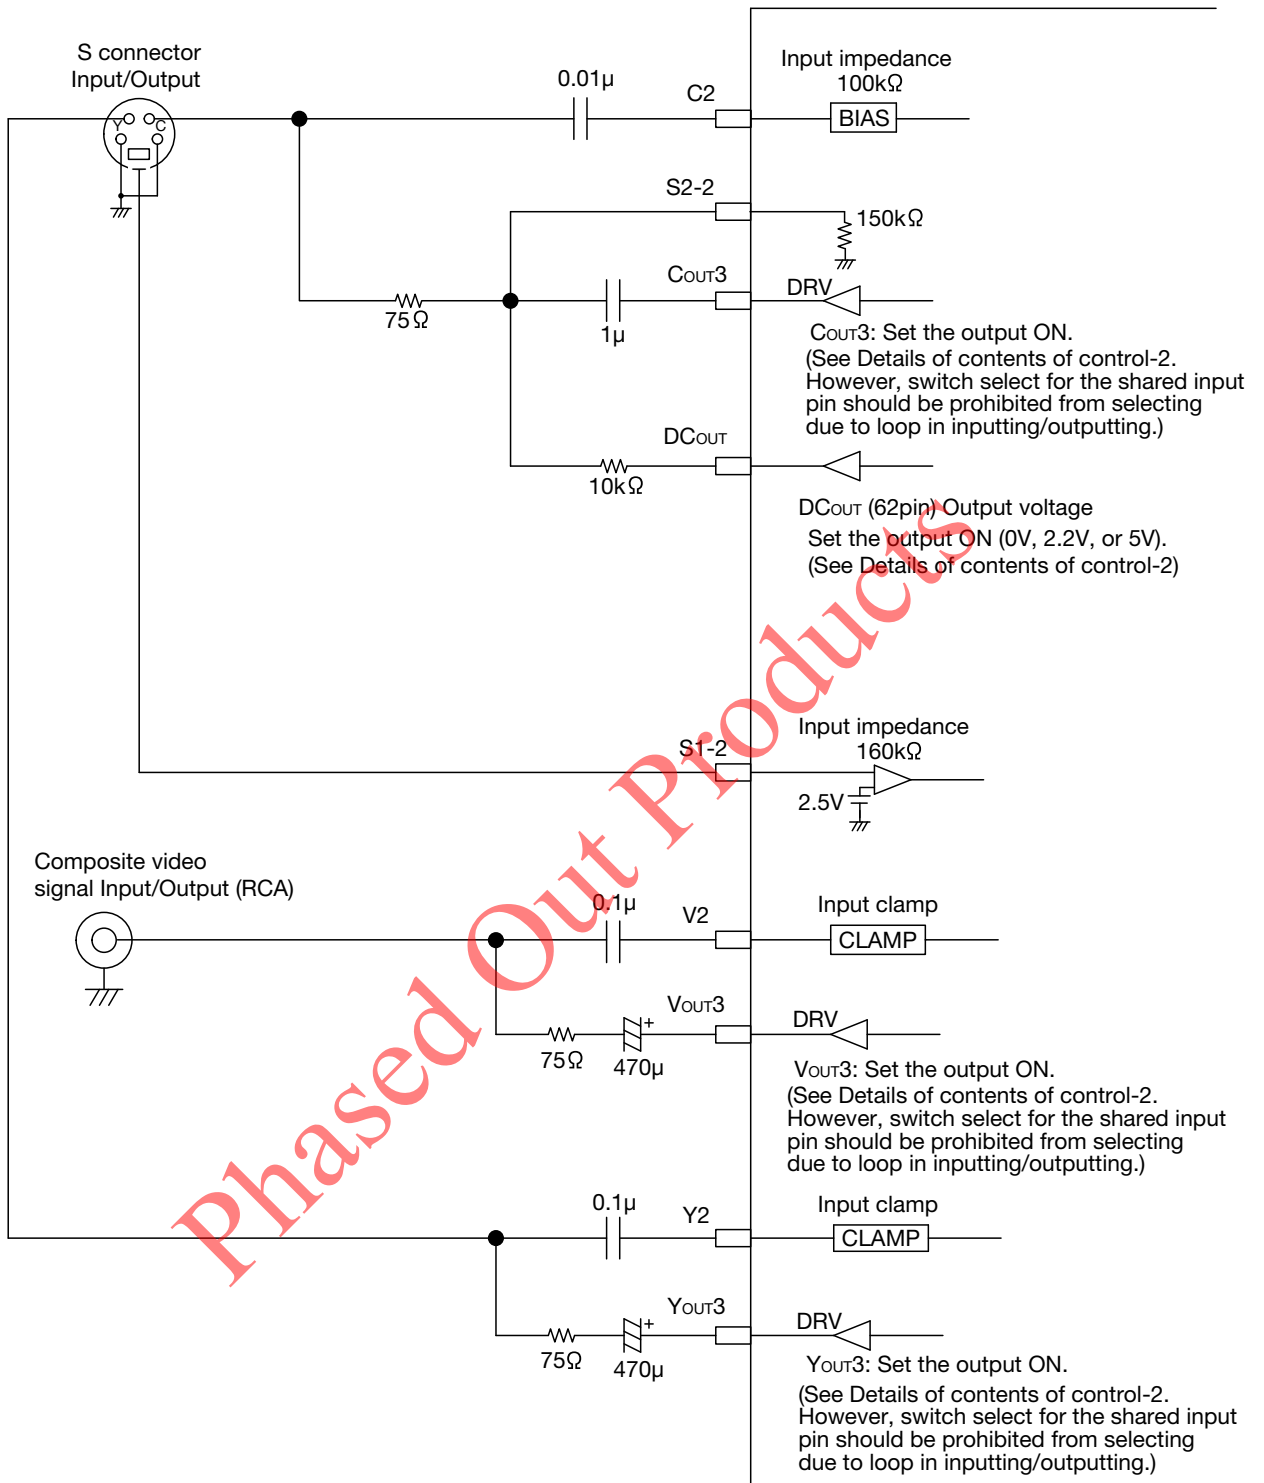 S connector
Input/Output
Y
C
0.01μ
C2
Input impedance
100kΩ
BIAS
S2-2
150kΩ
75Ω
1μ
COUT3
DRV
COUT3: Set the output ON.
(See Details of contents of control-2.
However, switch select for the shared input
pin should be prohibited from selecting
due to loop in inputting/outputting.)
10kΩ
DCOUT
DCOUT (62pin) Output voltage
Set the output ON (0V, 2.2V, or 5V).
(See Details of contents of control-2)
S1-2
Input impedance
160kΩ
2.5V
Composite video
signal Input/Output (RCA)
0.1μ
V2
Input clamp
CLAMP
75Ω
470μ
+
VOUT3
DRV
VOUT3: Set the output ON.
(See Details of contents of control-2.
However, switch select for the shared input
pin should be prohibited from selecting
due to loop in inputting/outputting.)
0.1μ
Y2
Input clamp
CLAMP
75Ω
470μ
+
YOUT3
DRV
YOUT3: Set the output ON.
(See Details of contents of control-2.
However, switch select for the shared input
pin should be prohibited from selecting
due to loop in inputting/outputting.)
Phased Out Products